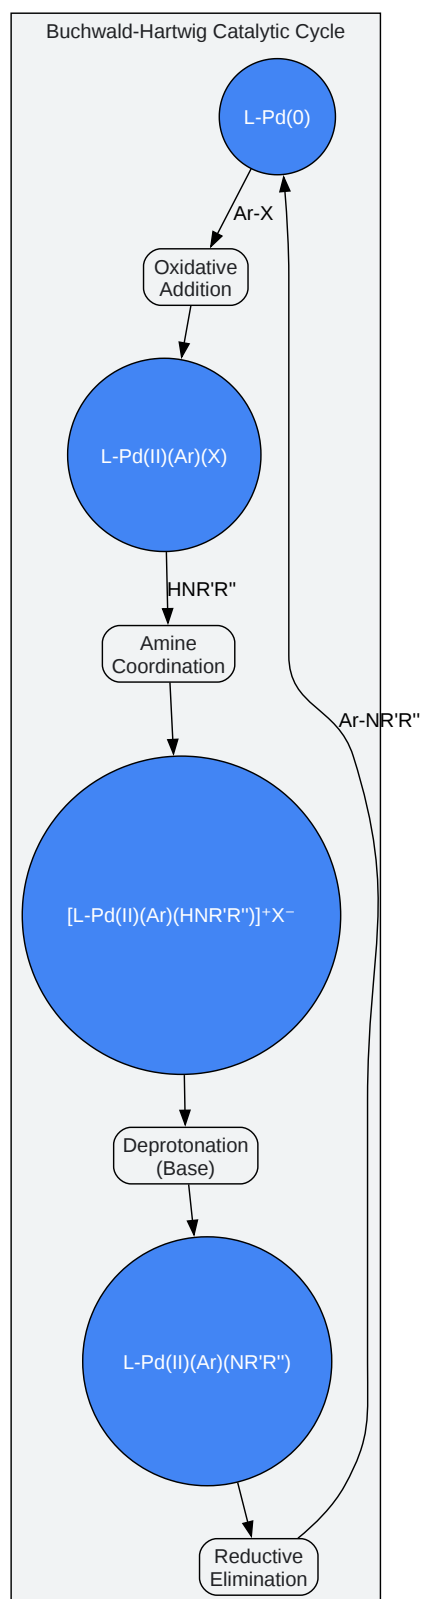 Buchwald-Hartwig Catalytic Cycle
L-Pd(0)
Ar-X
Oxidative
Addition
L-Pd(II)(Ar)(X)
HNR'R''
Amine
Coordination
Ar-NR'R''
[L-Pd(II)(Ar)(HNR'R'')]⁺X⁻
Deprotonation
(Base)
L-Pd(II)(Ar)(NR'R'')
Reductive
Elimination